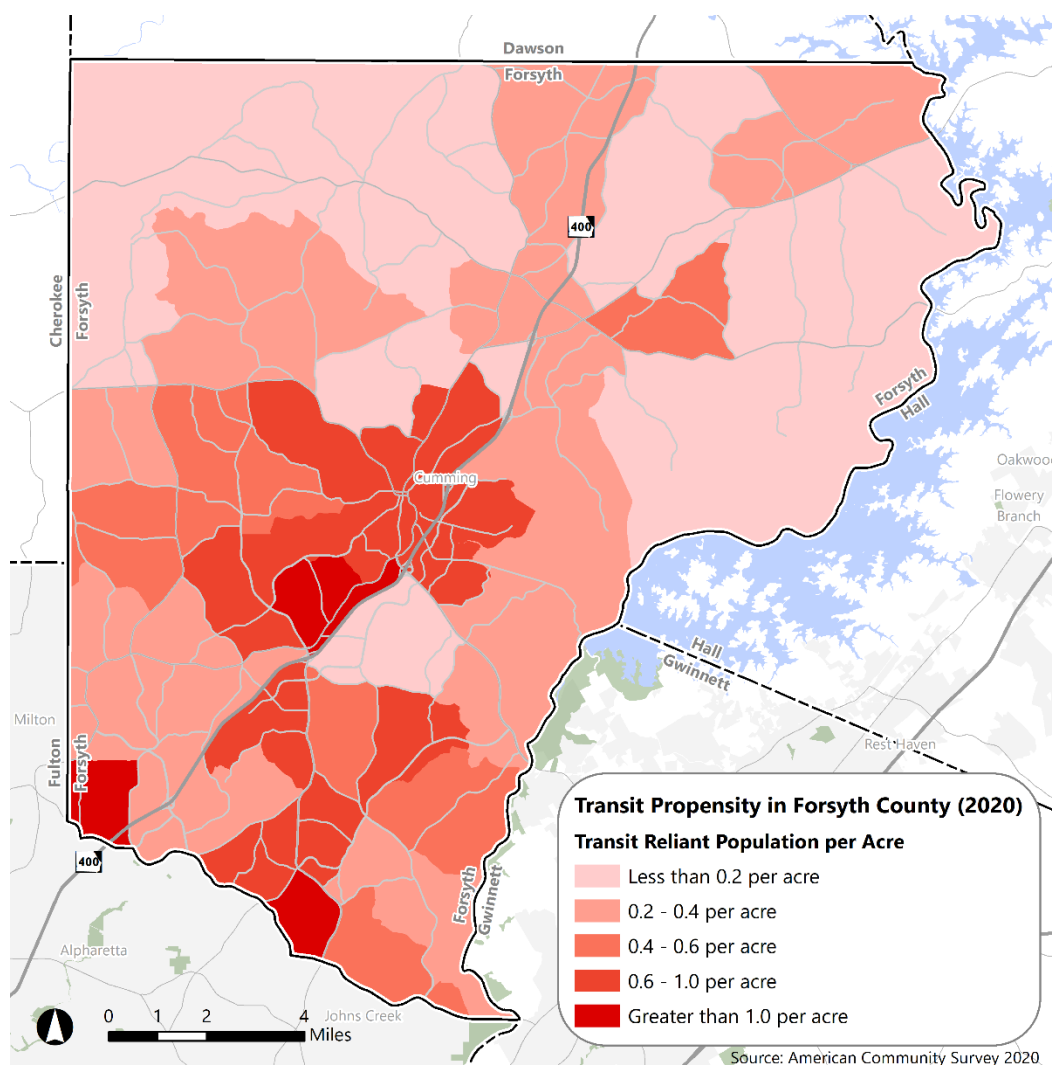 Dawson
Forsyth
400
Cherokee
Forsyth
Forsyth
Hall
Cumming
Oakwood
Flowery
Branch
Hall
Gwinnett
Milton
Fulton
Forsyth
Rest Haven
400
Forsyth
Gwinnett
Alpharetta
Johns Creek
Transit Propensity in Forsyth County (2020)
Transit Reliant Population per Acre
Less than 0.2 per acre
0.2 - 0.4 per acre
0.4 - 0.6 per acre
0.6 - 1.0 per acre
Greater than 1.0 per acre
0 1 2 4
Miles
Source: American Community Survey 2020